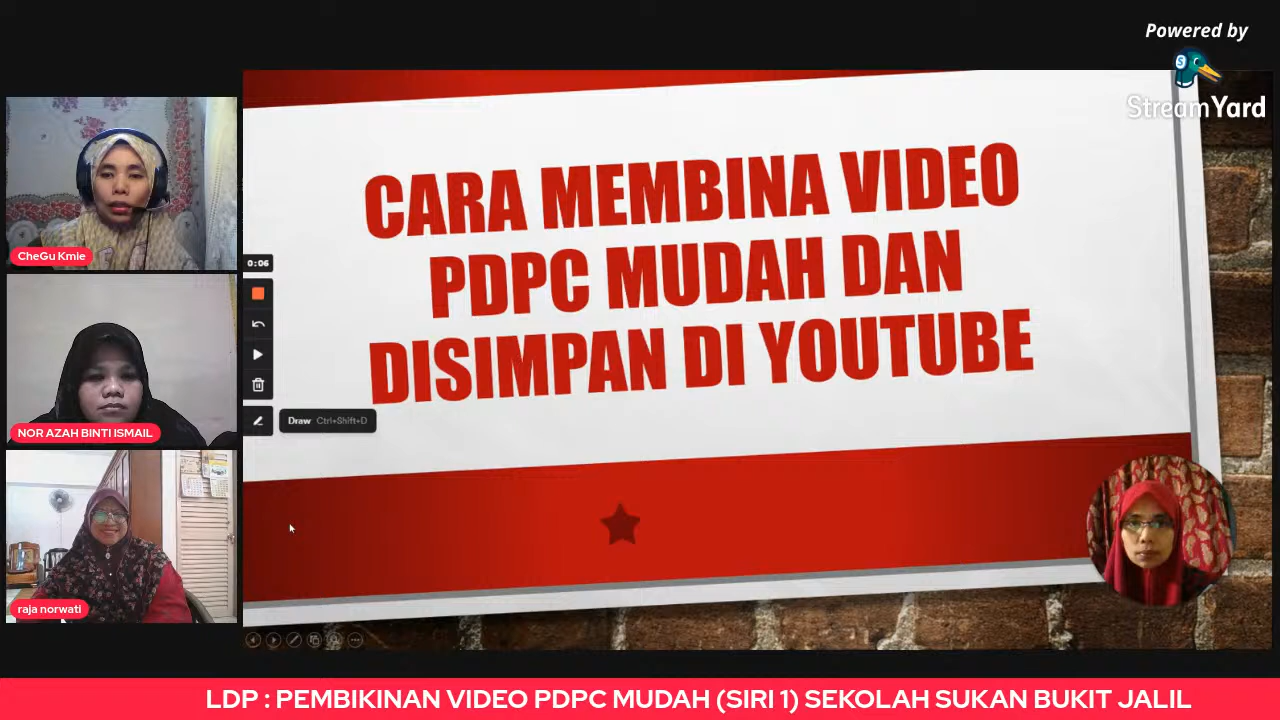 Powered by
StreamYard
CheGu Kmie
NOR AZAH BINTI ISMAIL
raja norwati
CARA MEMBINA VIDEO
PDPC MUDAH DAN
DISIMPAN DI YOUTUBE
0:06
Draw Ctrl+Shift+D
LDP : PEMBIKINAN VIDEO PDPC MUDAH (SIRI 1) SEKOLAH SUKAN BUKIT JALIL